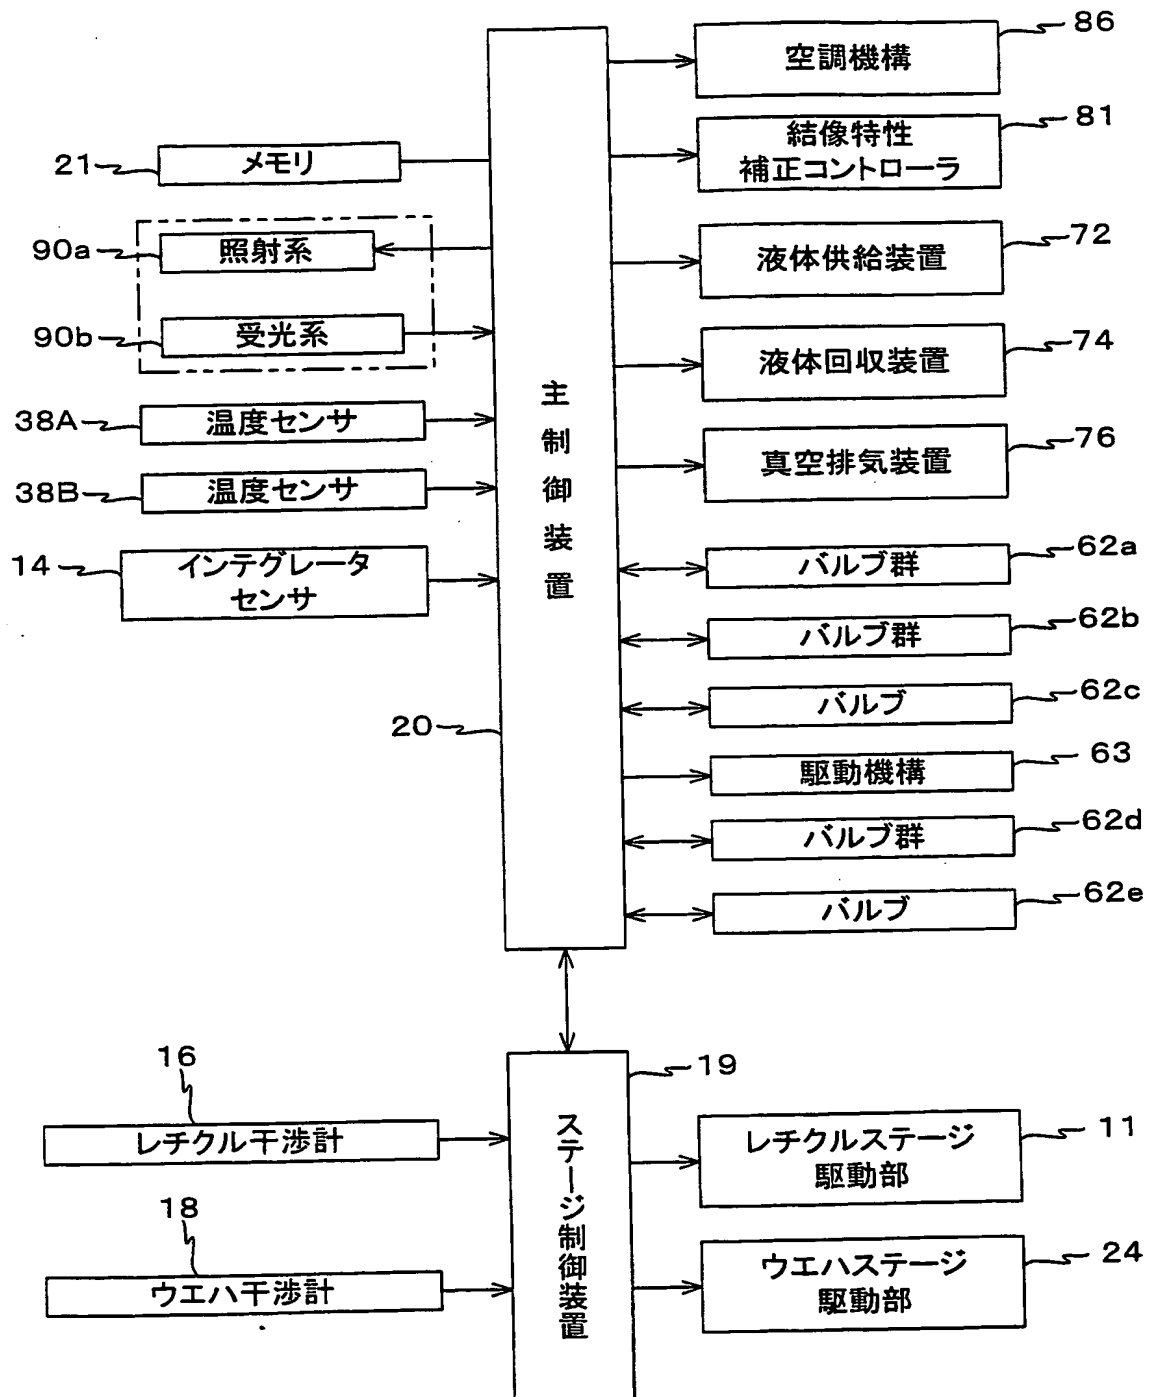 86
空調機構
81
結像特性
補正コントローラ
21
メモリ
90a
照射系
72
液体供給装置
90b
受光系
74
液体回収装置
38A
温度センサ
76
真空排気装置
38B
温度センサ
14
インテグレータ
センサ
62a
バルブ群
62b
バルブ群
62c
バルブ
主制御装置
20
63
駆動機構
62d
バルブ群
62e
バルブ
16
レチクル干渉計
19
ステージ制御装置
11
レチクルステージ
駆動部
18
ウエハ干渉計
24
ウエハステージ
駆動部